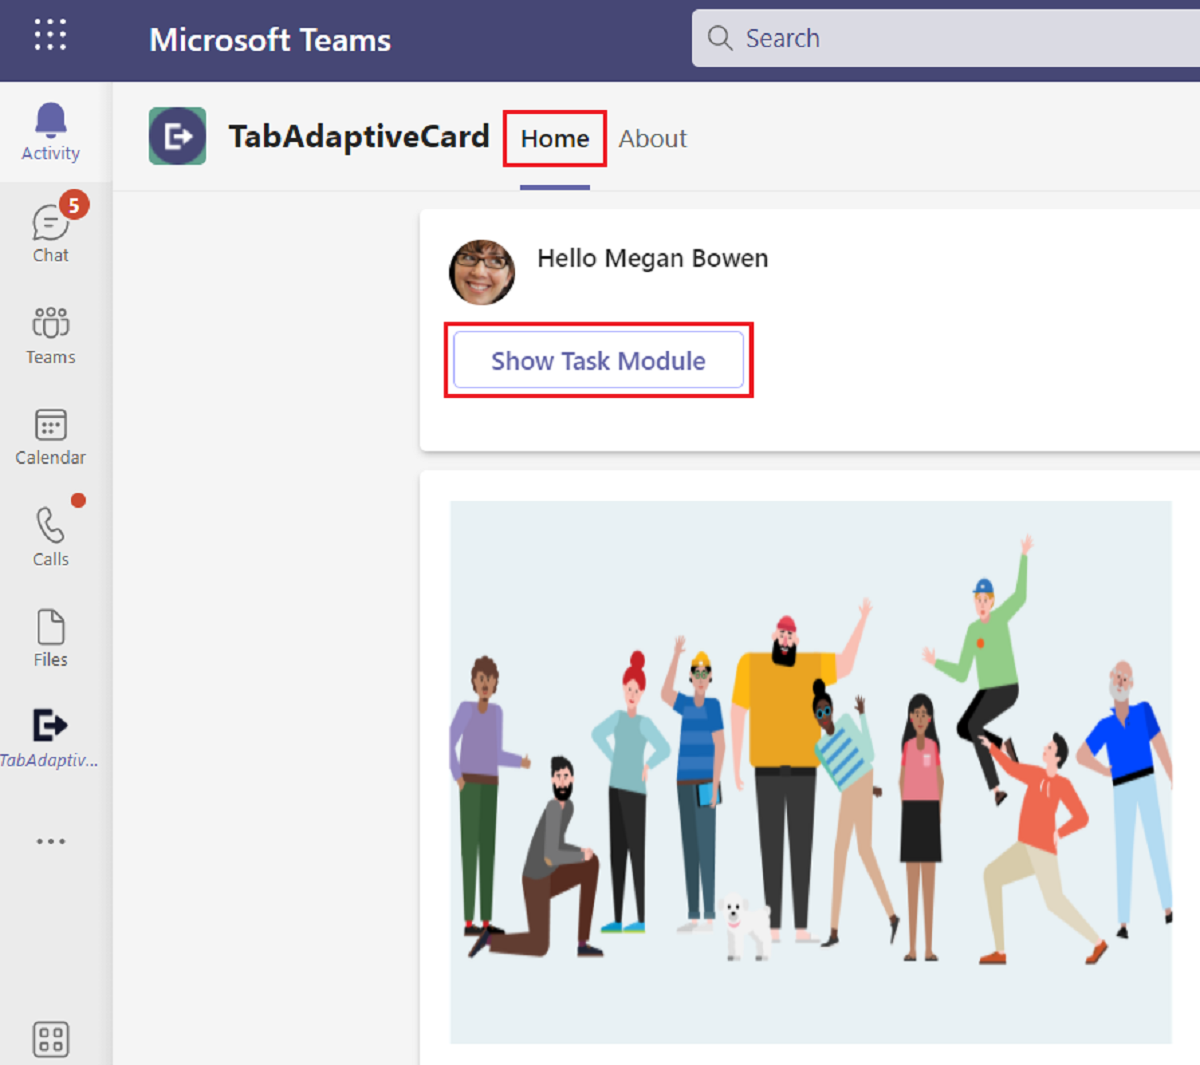 Microsoft Teams
Search
Activity
TabAdaptiveCard
Home
About
5
Chat
Teams
Calendar
Calls
Files
TabAdaptiv...
Hello Megan Bowen
Show Task Module